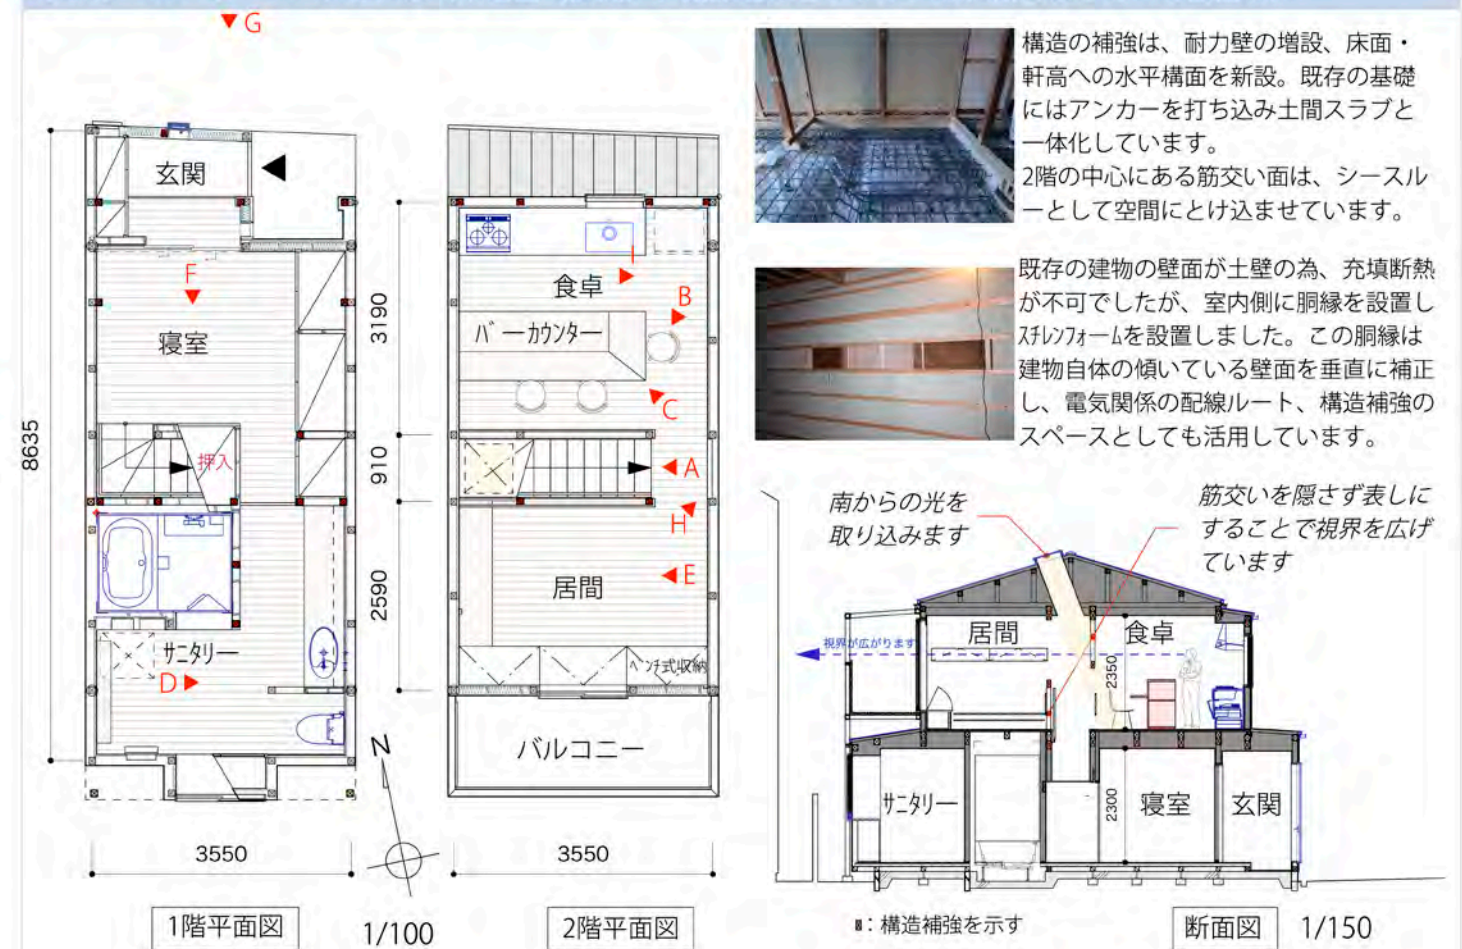 G
玄関
F
寝室
押入
サニタリー
D
8635
3550
1階平面図
1/100
N
3190
910
2590
食卓
I
B
バーカウンター
C
A
H
E
居間
ベンチ式収納
バルコニー
3550
2階平面図
構造の補強は、耐力壁の増設、床面・
軒高への水平構面を新設。既存の基礎
にはアンカーを打ち込み土間スラブと
一体化しています。
2階の中心にある筋交い面は、シースル
ーとして空間にとけ込ませています。
既存の建物の壁面が土壁の為、充填断熱
が不可でしたが、室内側に胴縁を設置し
スチレンフォームを設置しました。この胴縁は
建物自体の傾いている壁面を垂直に補正
し、電気関係の配線ルート、構造補強の
スペースとしても活用しています。
南からの光を
取り込みます
筋交いを隠さず表しに
することで視界を広げ
ています
視界が広がります
居間
食卓
2350
サニタリー
2300
寝室
玄関
：構造補強を示す
断面図
1/150